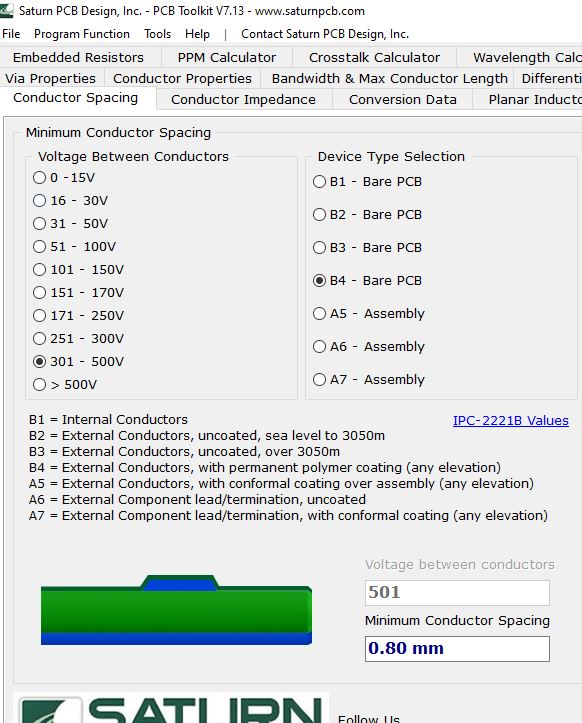 Saturn PCB Design, Inc. - PCB Toolkit V7.13 - www.saturnpcb.com
File Program Function Tools Help | Contact Saturn PCB Design, Inc.
Embedded Resistors PPM Calculator Crosstalk Calculator Wavelength Calc
Via Properties Conductor Properties Bandwidth & Max Conductor Length Differenti
Conductor Spacing Conductor Impedance Conversion Data Planar Inducto
Minimum Conductor Spacing
Voltage Between Conductors
0 -15V
16 - 30V
31 - 50V
51 - 100V
101 - 150V
151 - 170V
171 - 250V
251 - 300V
301 - 500V
> 500V
Device Type Selection
B1 - Bare PCB
B2 - Bare PCB
B3 - Bare PCB
B4 - Bare PCB
A5 - Assembly
A6 - Assembly
A7 - Assembly
B1 = Internal Conductors
IPC-2221B Values
B2 = External Conductors, uncoated, sea level to 3050m
B3 = External Conductors, uncoated, over 3050m
B4 = External Conductors, with permanent polymer coating (any elevation)
A5 = External Conductors, with conformal coating over assembly (any elevation)
A6 = External Component lead/termination, uncoated
A7 = External Component lead/termination, with conformal coating (any elevation)
Voltage between conductors
501
Minimum Conductor Spacing
0.80 mm
SATURN
Follow Us